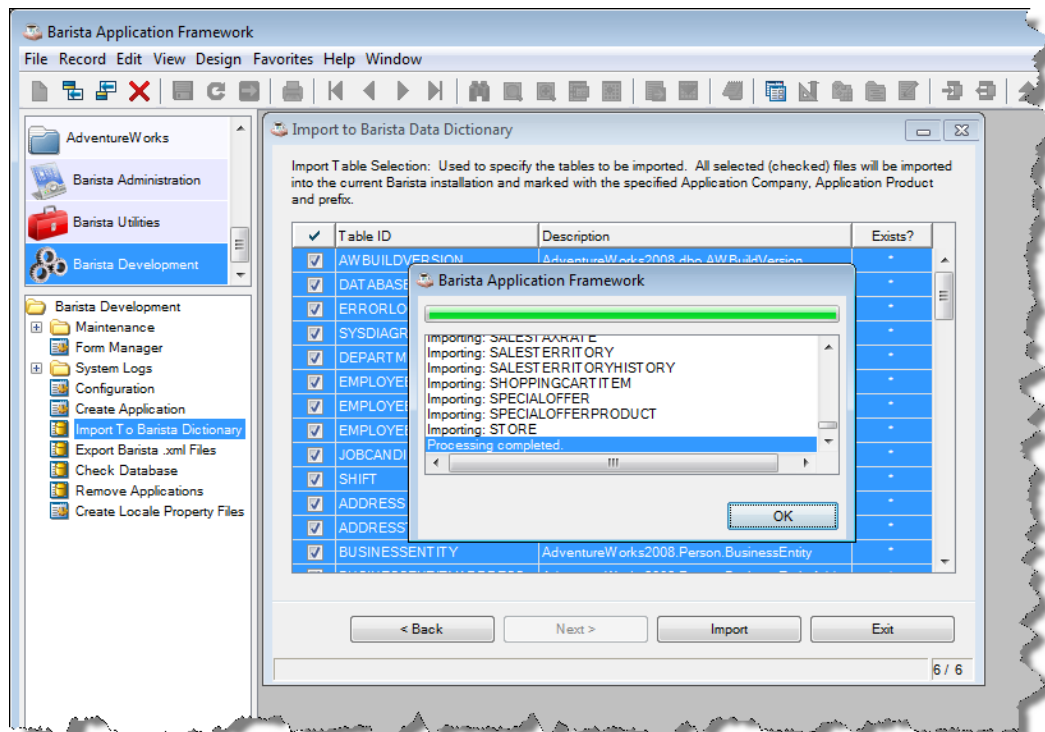 Barista Application Framework
File Record Edit View Design Favorites Help Window
AdventureWorks
Barista Administration
Barista Utilities
Barista Development
Barista Development
Maintenance
Form Manager
System Logs
Configuration
Create Application
Import To Barista Dictionary
Export Barista .xml Files
Check Database
Remove Applications
Create Locale Property Files
Import to Barista Data Dictionary
Import Table Selection: Used to specify the tables to be imported. All selected (checked) files will be imported
into the current Barista installation and marked with the specified Application Company, Application Product
and prefix.
Table ID Description Exists?
AWBUILDVERSION AdventureWorks2008.dbo.AWBuildVersion *
DATABASE *
ERRORLO *
SYSDIAGR *
DEPARTM *
EMPLOYEE *
EMPLOYEE *
EMPLOYEE *
JOBCANDI *
SHIFT *
ADDRESS *
ADDRESST *
BUSINESSENTITY AdventureWorks2008.Person.BusinessEntity *
Barista Application Framework
Importing: SALESTAXRATE
Importing: SALESTERRITORY
Importing: SALESTERRITORYHISTORY
Importing: SHOPPINGCARTITEM
Importing: SPECIALOFFER
Importing: SPECIALOFFERPRODUCT
Importing: STORE
Processing completed.
OK
< Back Next > Import Exit
6 / 6